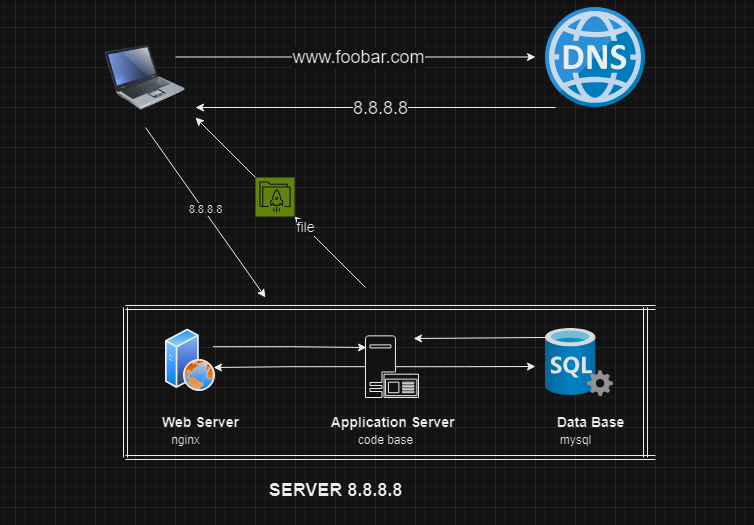 www.foobar.com
DNS
8.8.8.8
8.8.8.8
file
SQL
Web Server
nginx
Application Server
code base
Data Base
mysql
SERVER 8.8.8.8